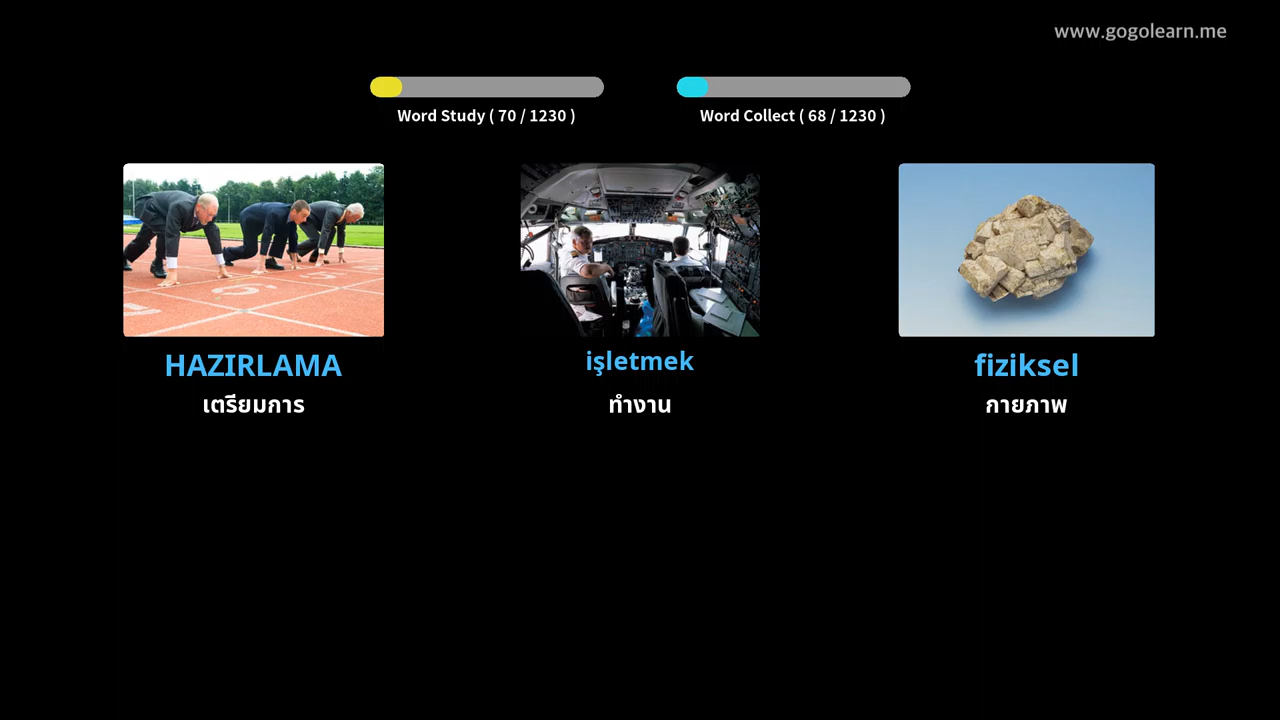 www.gogolearn.me
Word Study ( 70 / 1230 )
Word Collect ( 68 / 1230 )
HAZIRLAMA
işletmek
fiziksel
เตรียมการ
ทำงาน
กายภาพ